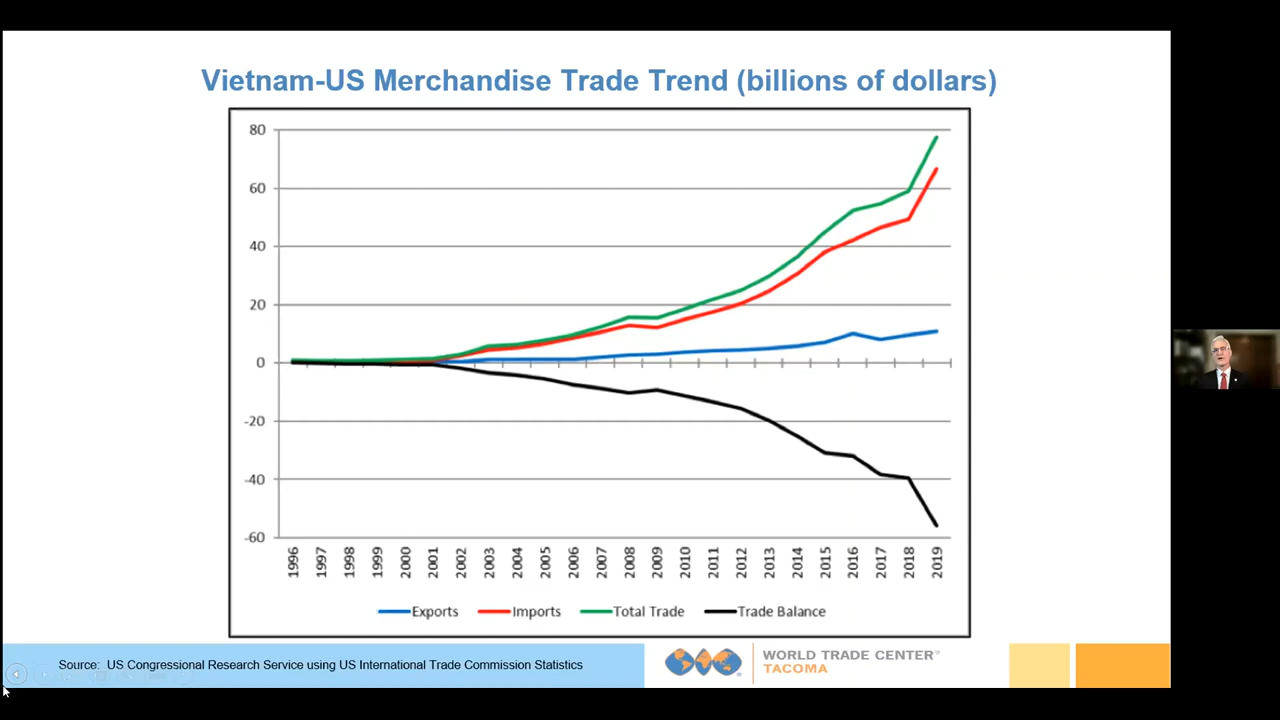 Vietnam-US Merchandise Trade Trend (billions of dollars)
80
60
40
20
0
-20
-40
-60
1996 1997 1998 1999 2000 2001 2002 2003 2004 2005 2006 2007 2008 2009 2010 2011 2012 2013 2014 2015 2016 2017 2018 2019
Exports Imports Total Trade Trade Balance
Source: US Congressional Research Service using US International Trade Commission Statistics
WORLD TRADE CENTER®
TACOMA